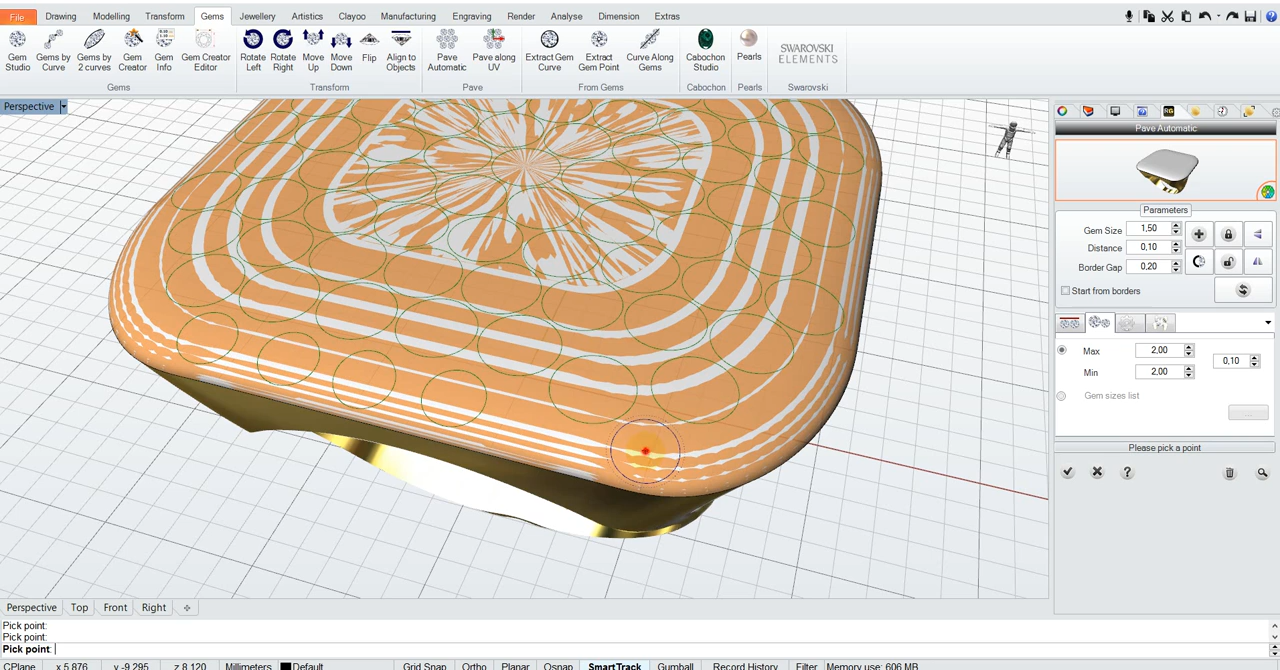 File Drawing Modelling Transform Gems Jewellery Artistics Clayoo Manufacturing Engraving Render Analyse Dimension Extras
Gem Studio
Gems by Curve
Gems by 2 curves
Gem Creator
Gem Info
Gem Creator Editor
Rotate Left
Rotate Right
Move Up
Move Down
Flip
Align to Objects
Pave Automatic
Pave along UV
Extract Gem Curve
Extract Gem Point
Curve Along Gems
Cabochon Studio
Pearls
SWAROVSKI
ELEMENTS
Gems Transform Pave From Gems Cabochon Pearls Swarovski
Perspective
RG
Pave Automatic
Parameters
Gem Size 1,50
Distance 0,10
Border Gap 0,20
Start from borders
Max 2,00
0,10
Min 2,00
Gem sizes list
...
Please pick a point
Perspective Top Front Right
Pick point:
Pick point:
Pick point:
CPlane x 5.876 y -9.295 z 8.120 Millimeters Default Grid Snap Ortho Planar Osnap SmartTrack Gumball Record History Filter Memory use: 606 MB